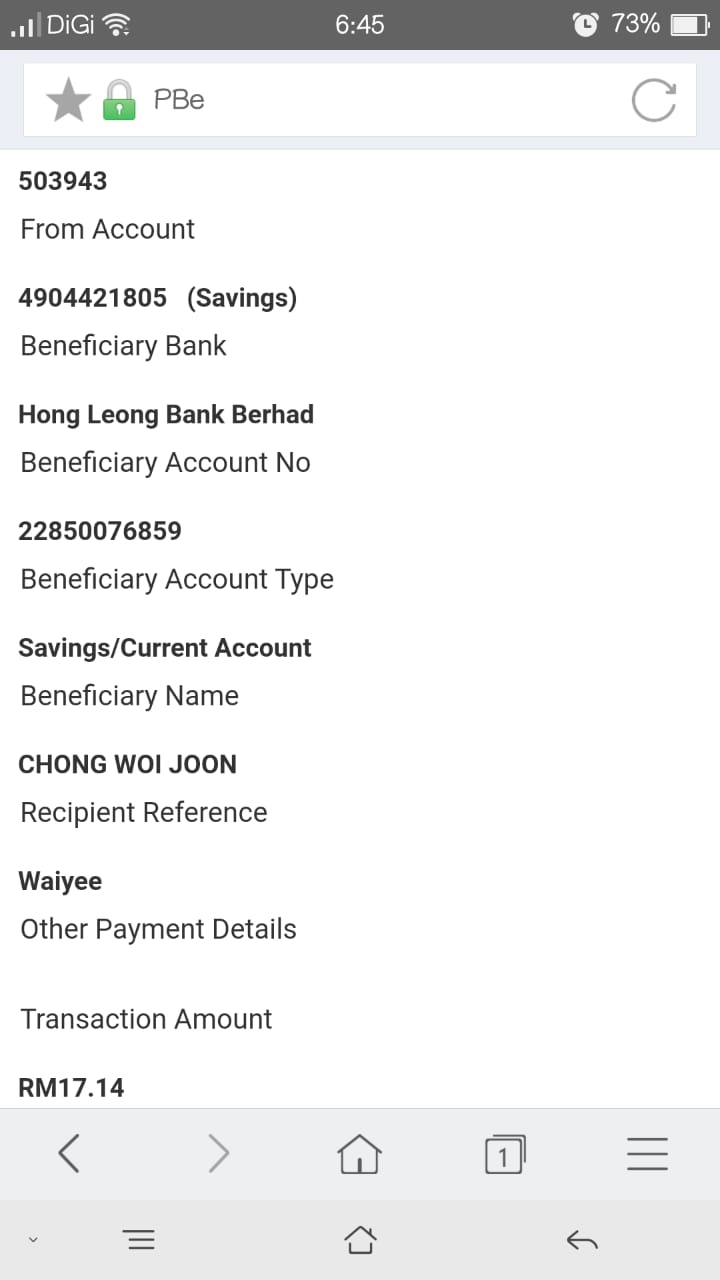 DiGi 6:45 73%
PBe
503943
From Account
4904421805 (Savings)
Beneficiary Bank
Hong Leong Bank Berhad
Beneficiary Account No
22850076859
Beneficiary Account Type
Savings/Current Account
Beneficiary Name
CHONG WOI JOON
Recipient Reference
Waiyee
Other Payment Details
Transaction Amount
RM17.14
1